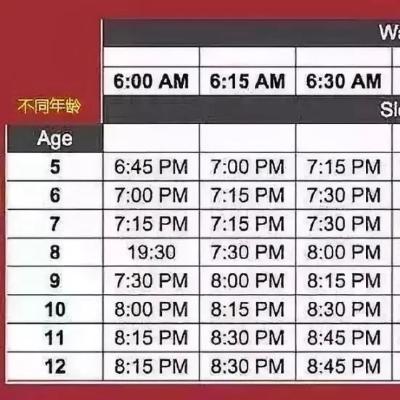 Wa
6:00 AM 6:15 AM 6:30 AM
不同年龄
Sl
Age
5 6:45 PM 7:00 PM 7:15 PM
6 7:00 PM 7:15 PM 7:30 PM
7 7:15 PM 7:15 PM 7:30 PM
8 19:30 7:30 PM 8:00 PM
9 7:30 PM 8:00 PM 8:15 PM
10 8:00 PM 8:15 PM 8:30 PM
11 8:15 PM 8:30 PM 8:45 PM
12 8:15 PM 8:30 PM 8:45 PM